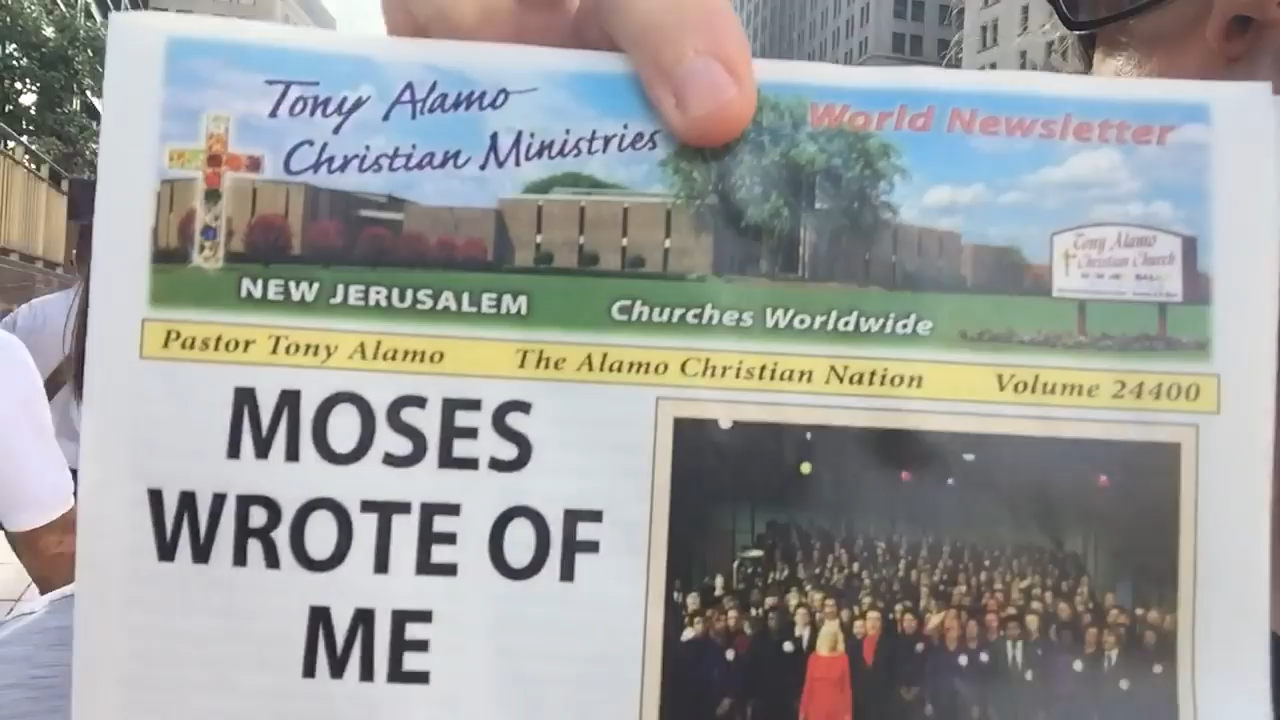 Tony Alamo
Christian Ministries
World Newsletter
Tony Alamo
Christian Church
NEW JERUSALEM
Churches Worldwide
Pastor Tony Alamo The Alamo Christian Nation Volume 24400
MOSES
WROTE OF
ME